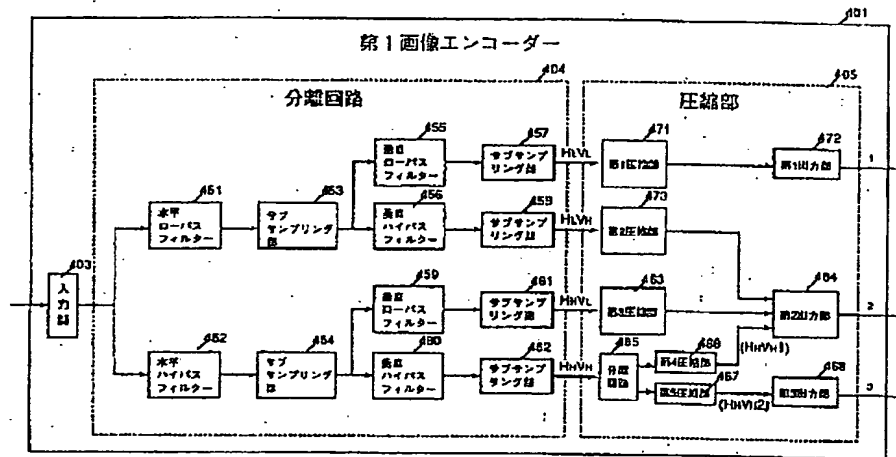 401
第1画像エンコーダー
404
分離回路
405
圧縮部
455
垂直
ローパス
フィルター
457
サブサンプ
リング部
HLVL
471
第1圧縮部
472
第1出力部
1
451
水平
ローパス
フィルター
453
サブ
サンプリング
部
456
垂直
ハイパス
フィルター
459
サブサンプ
リング部
HLVH
473
第2圧縮部
403
入
力
部
459
垂直
ローパス
フィルター
461
サブサンプ
リング部
HHVL
463
第3圧縮部
464
第2出力部
2
452
水平
ハイパス
フィルター
454
サブ
サンプリング
部
460
垂直
ハイパス
フィルター
462
サブサンプ
リング部
HHVH
465
分離
回路
466
第4圧縮部
(HHVH1)
467
第5圧縮部
(HHVH2)
468
第3出力部
3